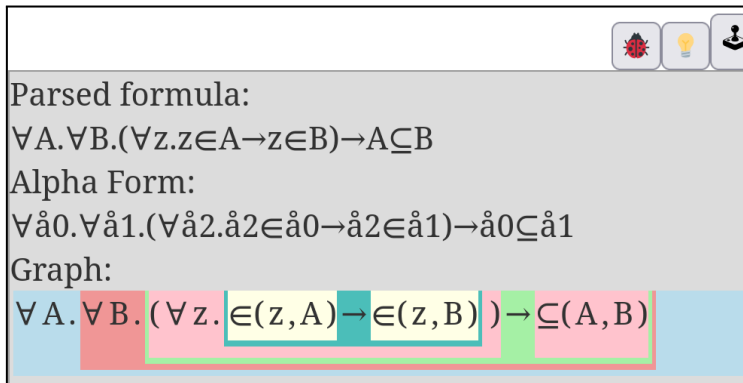 Parsed formula:
∀A.∀B.(∀z.z∈A→z∈B)→A⊆B
Alpha Form:
∀å0.∀å1.(∀å2.å2∈å0→å2∈å1)→å0⊆å1
Graph:
∀A.∀B.(∀z.∈(z,A)→∈(z,B))→⊆(A,B)